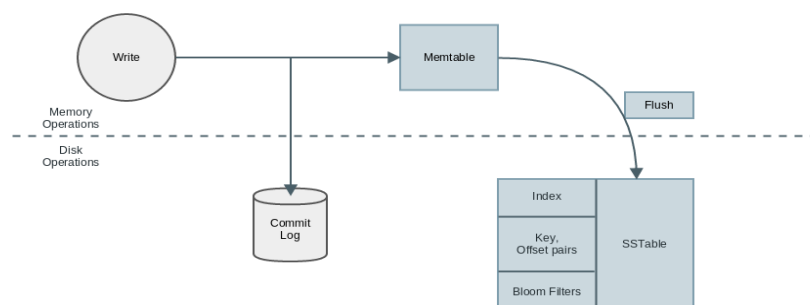 Write
Memtable
Flush
Memory
Operations
Disk
Operations
Commit
Log
Index
Key,
Offset pairs
SSTable
Bloom Filters